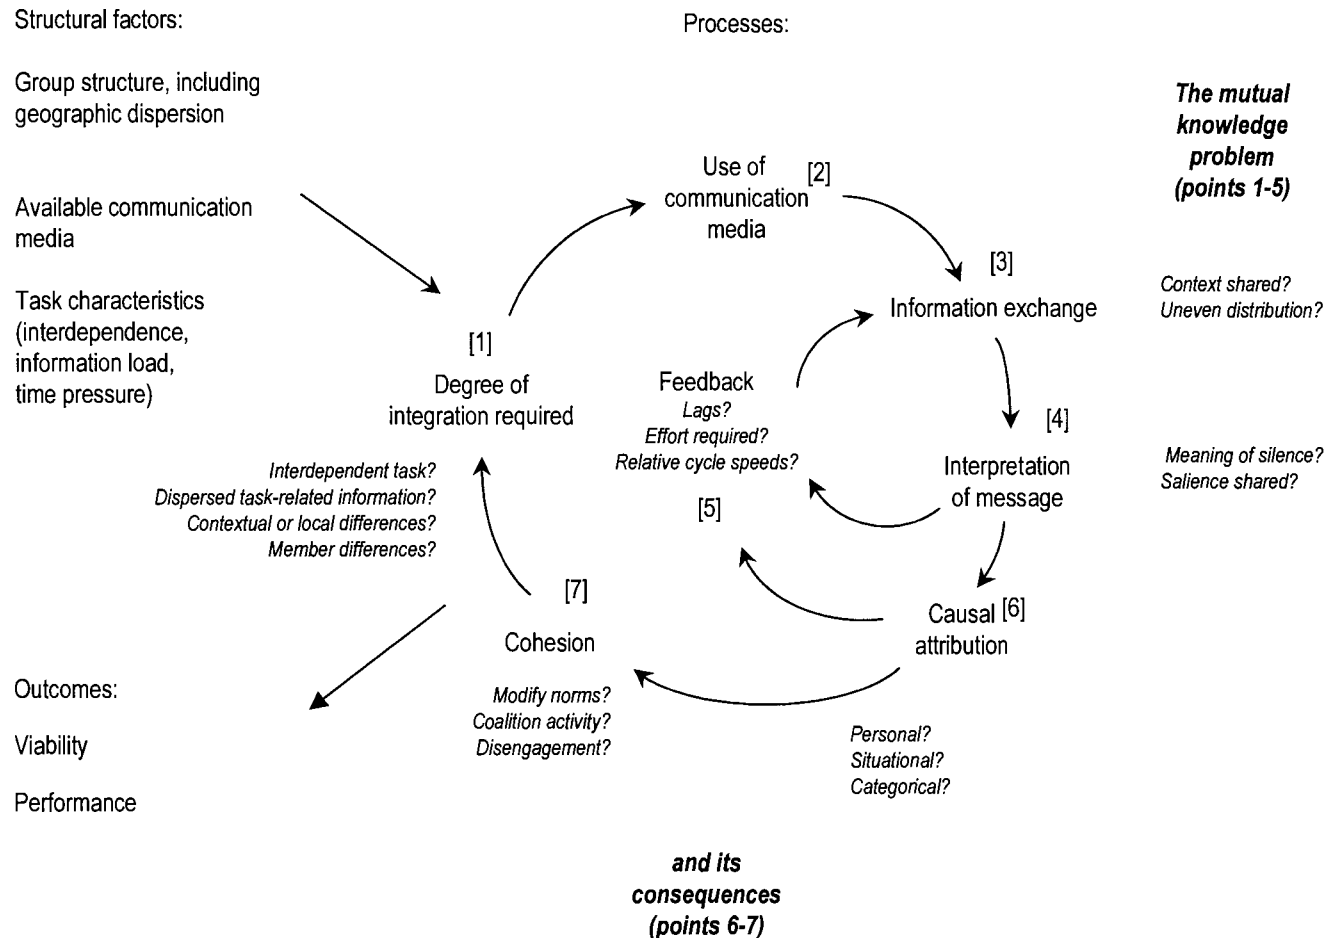 Structural factors:
Processes:
Group structure, including
geographic dispersion
The mutual
knowledge
problem
(points 1-5)
Available communication
media
Use of
communication
media
[2]
[3]
Information exchange
Context shared?
Uneven distribution?
Task characteristics
(interdependence,
information load,
time pressure)
[1]
Degree of
integration required
Interdependent task?
Dispersed task-related information?
Contextual or local differences?
Member differences?
Feedback
Lags?
Effort required?
Relative cycle speeds?
[5]
[4]
Interpretation
of message
Meaning of silence?
Salience shared?
Causal [6]
attribution
Personal?
Situational?
Categorical?
[7]
Cohesion
Modify norms?
Coalition activity?
Disengagement?
Outcomes:
Viability
Performance
and its
consequences
(points 6-7)